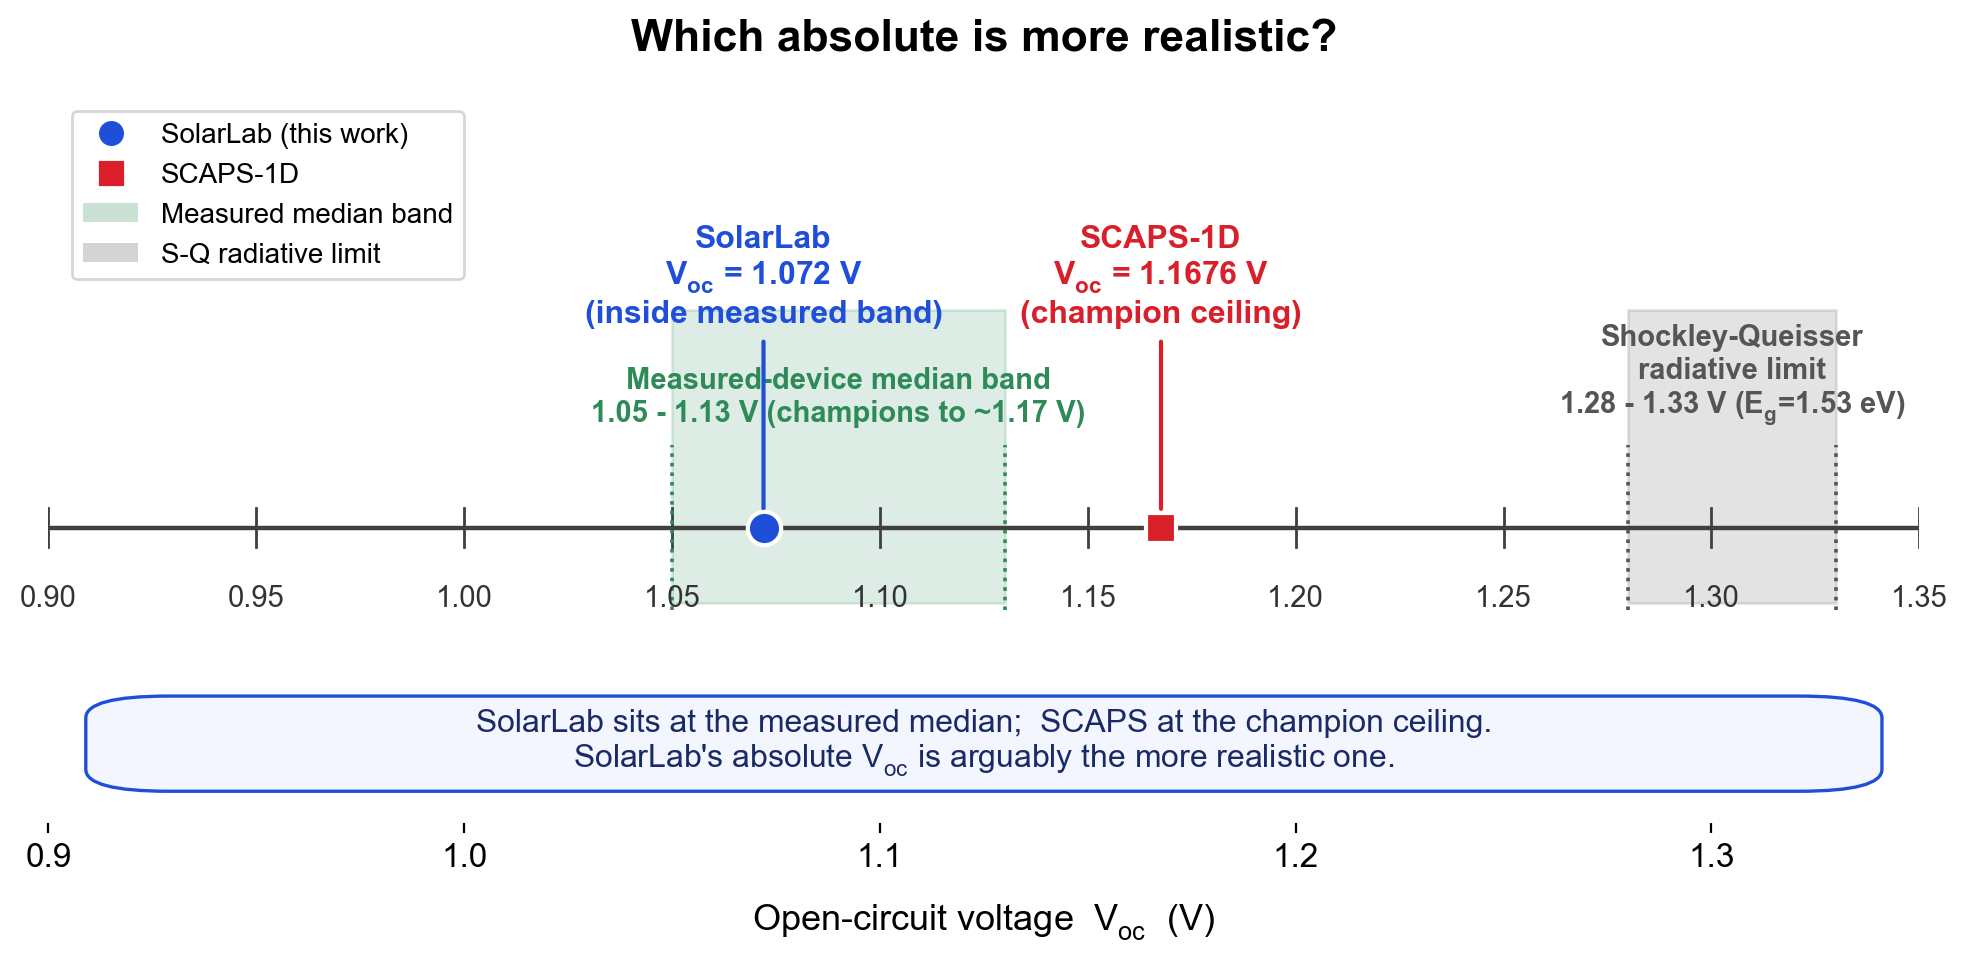 Which absolute is more realistic?
SolarLab (this work)
SCAPS-1D
Measured median band
S-Q radiative limit
SolarLab
Voc = 1.072 V
(inside measured band)
SCAPS-1D
Voc = 1.1676 V
(champion ceiling)
Measured-device median band
1.05 - 1.13 V (champions to ~1.17 V)
Shockley-Queisser
radiative limit
1.28 - 1.33 V (Eg=1.53 eV)
0.90 0.95 1.00 1.05 1.10 1.15 1.20 1.25 1.30 1.35
SolarLab sits at the measured median; SCAPS at the champion ceiling.
SolarLab's absolute Voc is arguably the more realistic one.
0.9 1.0 1.1 1.2 1.3
Open-circuit voltage Voc (V)